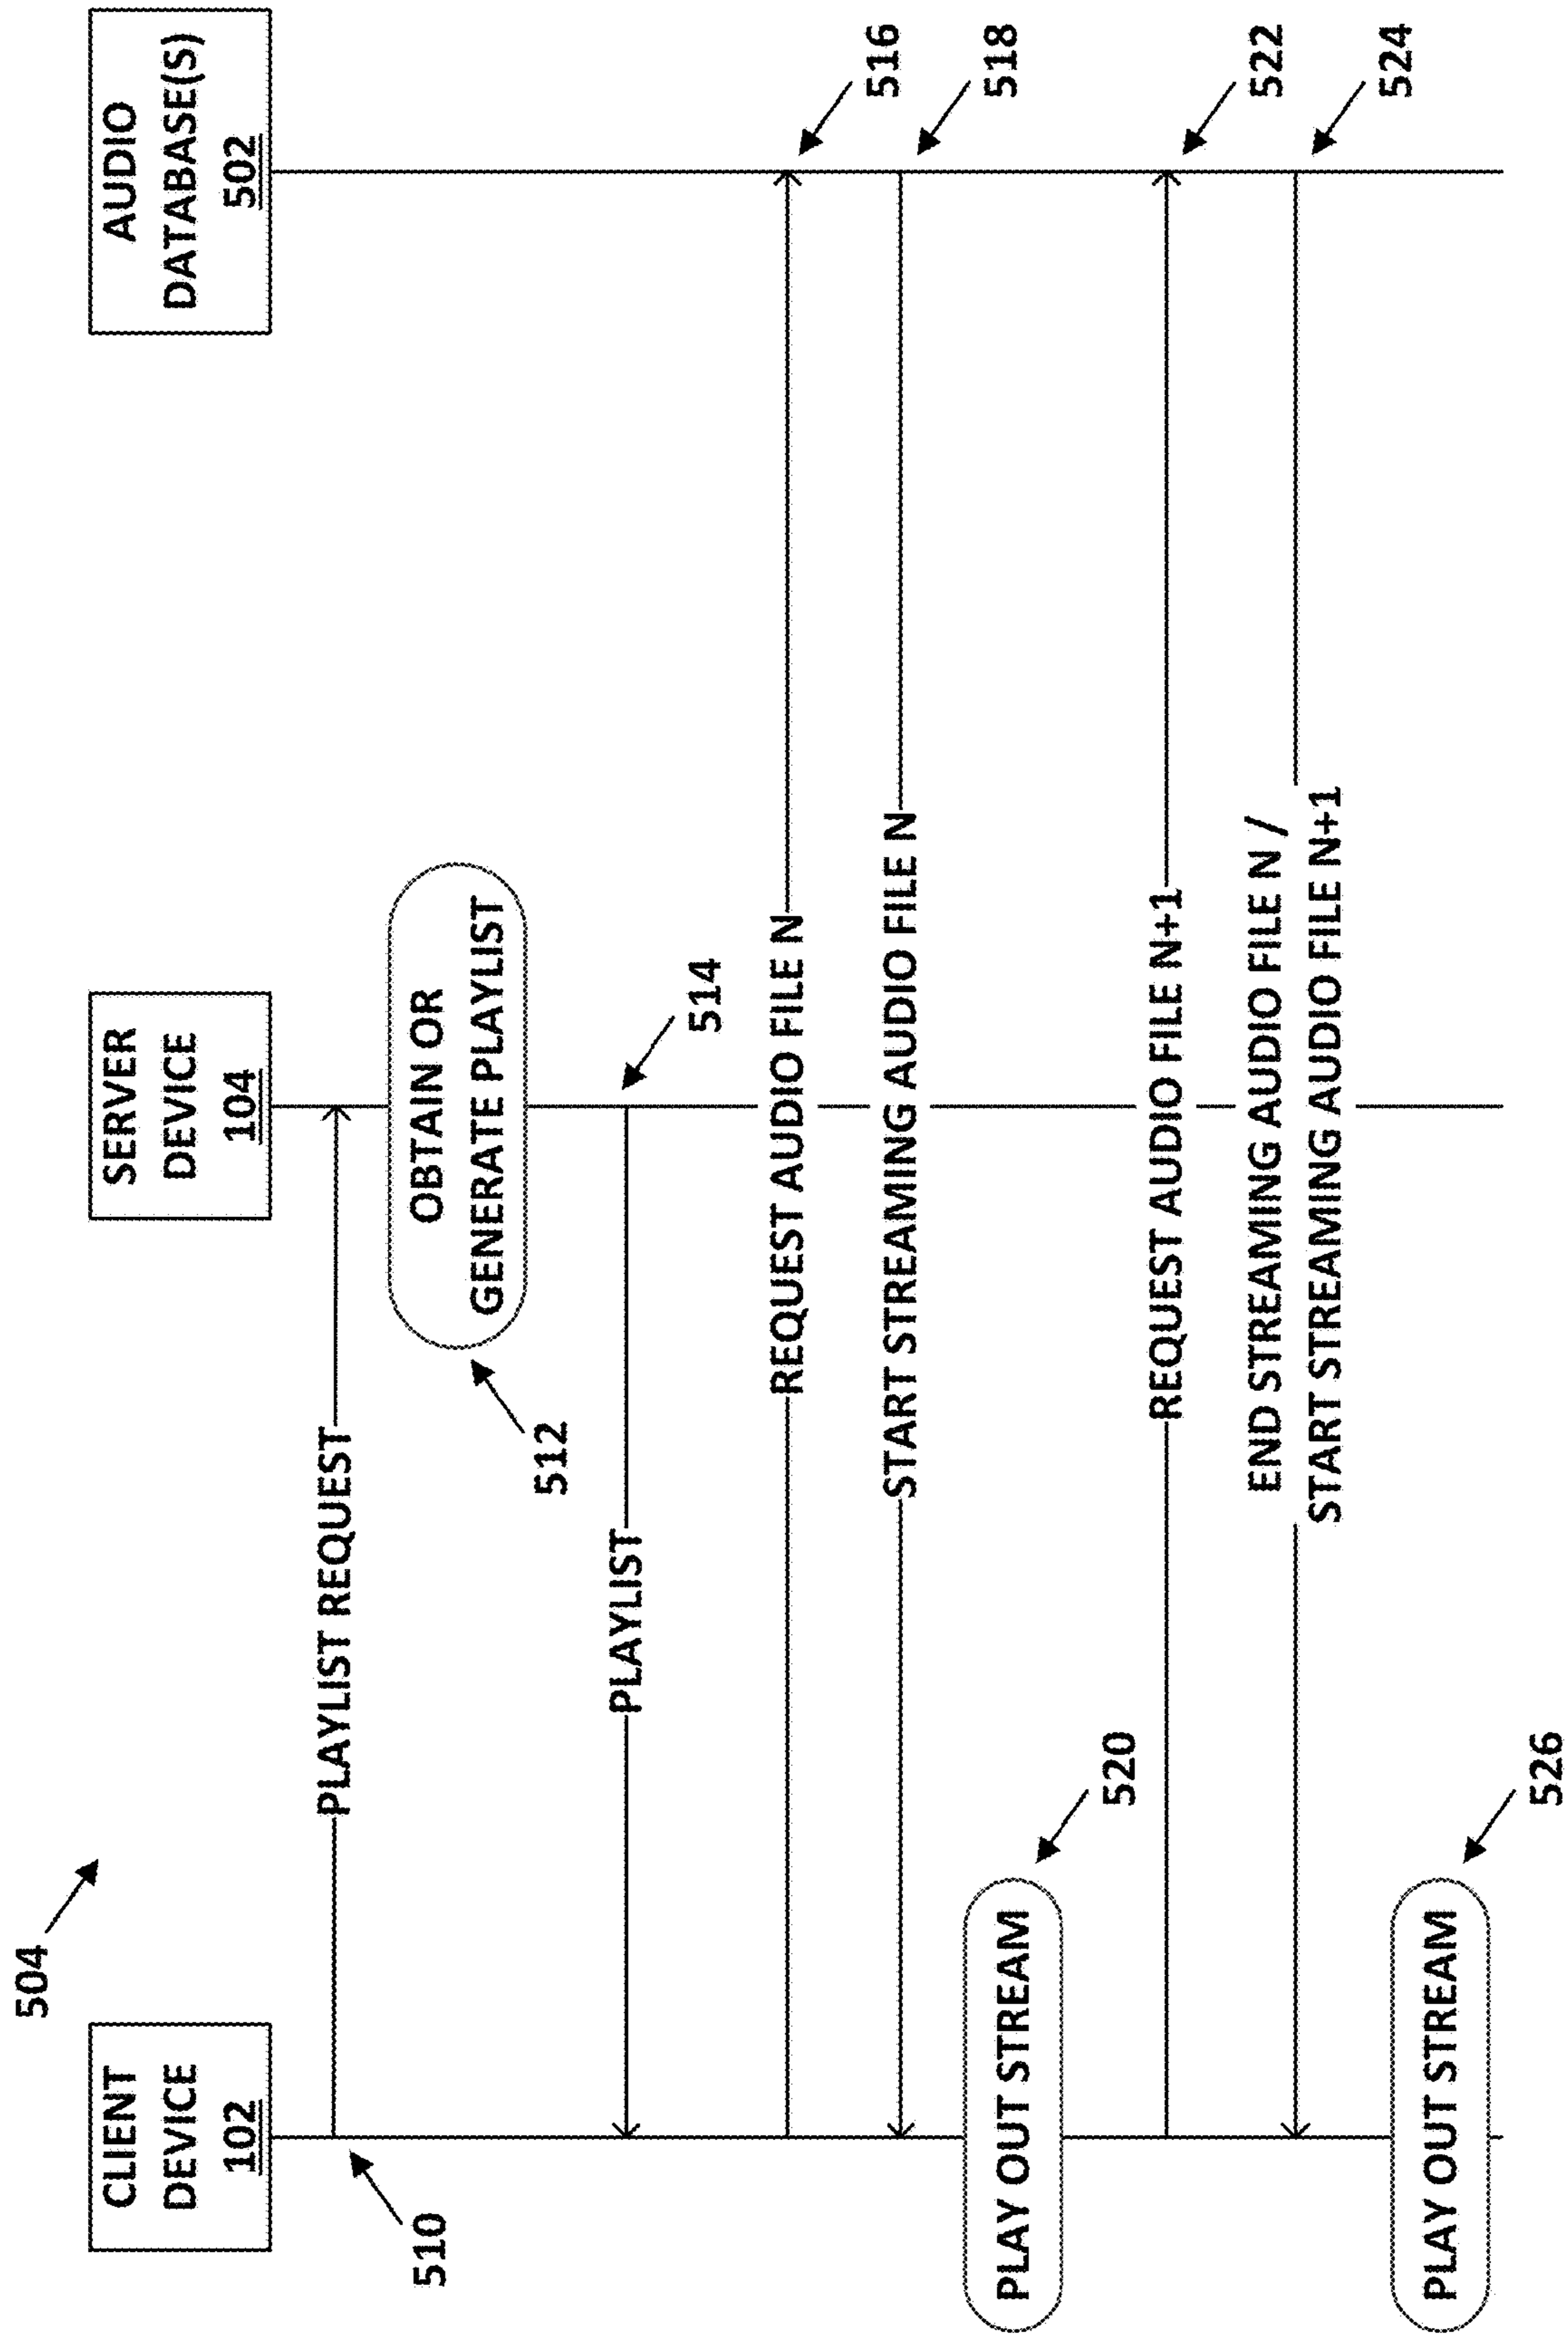 504
CLIENT
DEVICE
102
SERVER
DEVICE
104
AUDIO
DATABASE(S)
502
510
PLAYLIST REQUEST
OBTAIN OR
GENERATE PLAYLIST
512
PLAYLIST
514
REQUEST AUDIO FILE N
516
START STREAMING AUDIO FILE N
518
PLAY OUT STREAM
520
REQUEST AUDIO FILE N+1
522
END STREAMING AUDIO FILE N /
START STREAMING AUDIO FILE N+1
524
PLAY OUT STREAM
526